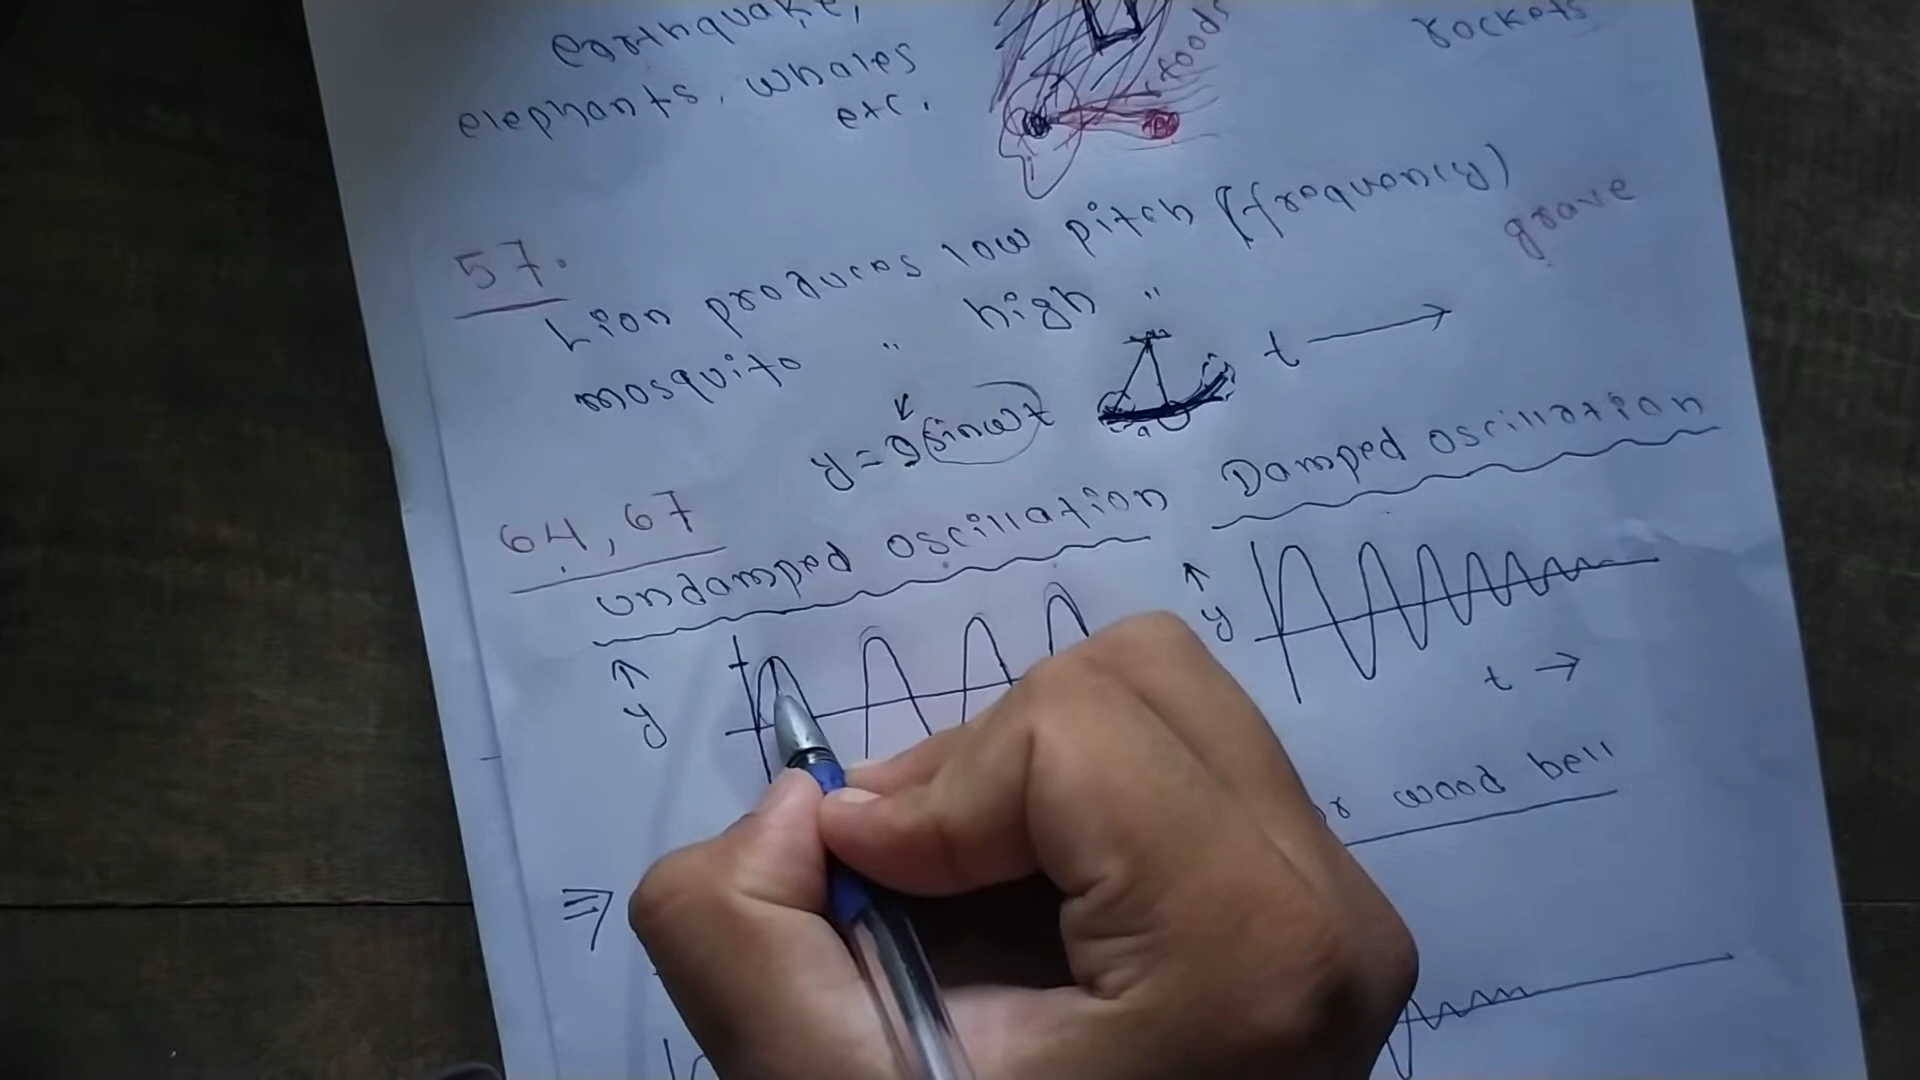 earthquake,
elephants, whales
etc.
foods
rockets
57.
Lion produces low pitch (frequency)
grave
mosquito " high "
t →
y = a sinωt
64, 67
undamped oscillation
Damped oscillation
↑
y
↑
y
t →
wood bell
⇒